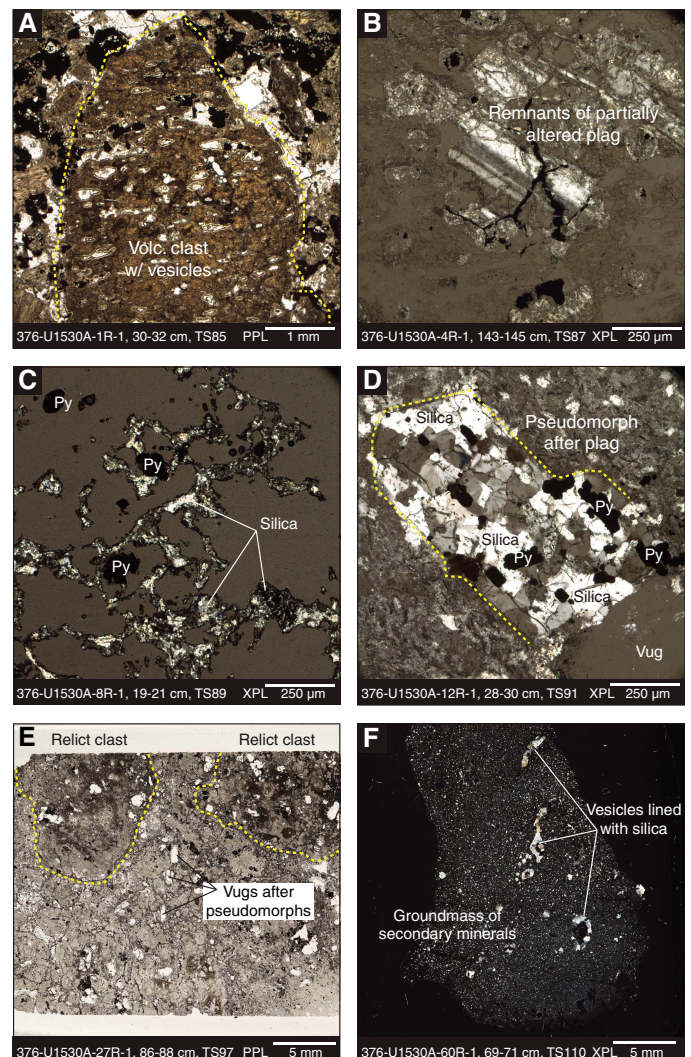 A
Volc. clast
w/ vesicles
376-U1530A-1R-1, 30-32 cm, TS85 PPL 1 mm
B
Remnants of partially
altered plag
376-U1530A-4R-1, 143-145 cm, TS87 XPL 250 µm
C
Py
Py
Silica
Py
376-U1530A-8R-1, 19-21 cm, TS89 XPL 250 µm
D
Silica
Pseudomorph
after plag
Py
Silica
Py
Py
Silica
Vug
376-U1530A-12R-1, 28-30 cm, TS91 XPL 250 µm
E
Relict clast
Relict clast
Vugs after
pseudomorphs
376-U1530A-27R-1, 86-88 cm, TS97 PPL 5 mm
F
Vesicles lined
with silica
Groundmass of
secondary minerals
376-U1530A-60R-1, 69-71 cm, TS110 XPL 5 mm